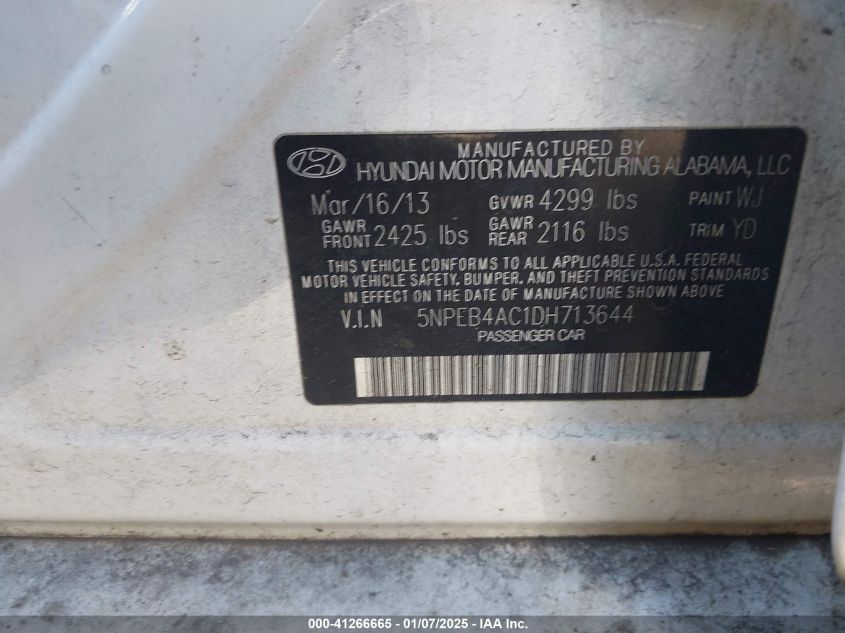 MANUFACTURED BY
HYUNDAI MOTOR MANUFACTURING ALABAMA, LLC
Mar/16/13 GVWR 4299 lbs PAINT WJ
GAWR FRONT 2425 lbs GAWR REAR 2116 lbs TRIM YD
THIS VEHICLE CONFORMS TO ALL APPLICABLE U.S.A. FEDERAL
MOTOR VEHICLE SAFETY, BUMPER, AND THEFT PREVENTION STANDARDS
IN EFFECT ON THE DATE OF MANUFACTURE SHOWN ABOVE
V.I.N 5NPEB4AC1DH713644
PASSENGER CAR
000-41266665 - 01/07/2025 - IAA Inc.